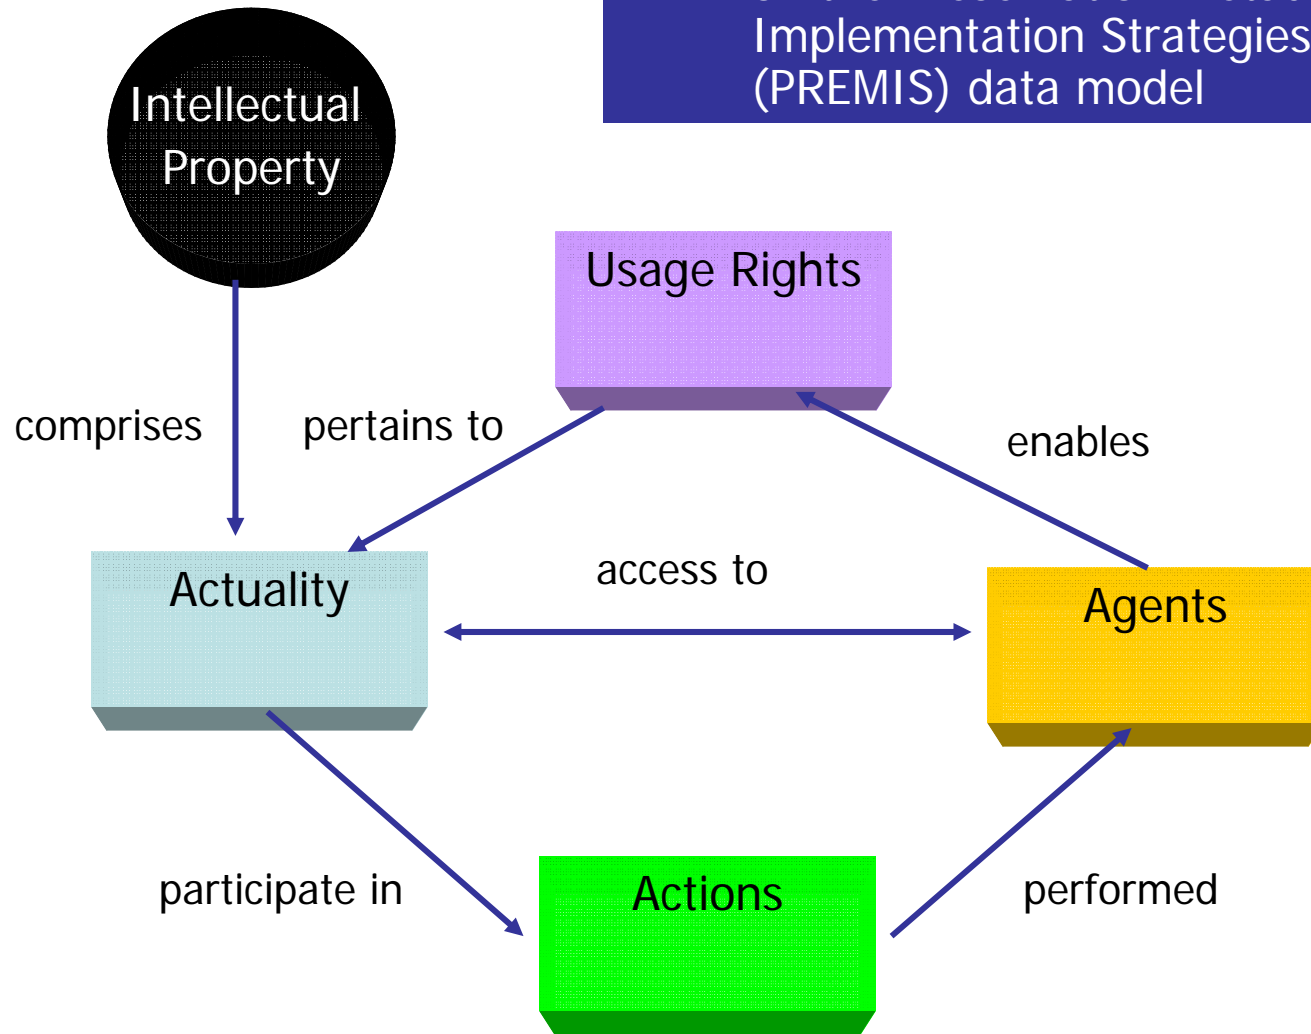 Implementation Strategies
(PREMIS) data model
Intellectual
Property
Usage Rights
comprises
pertains to
enables
access to
Actuality
Agents
participate in
Actions
performed